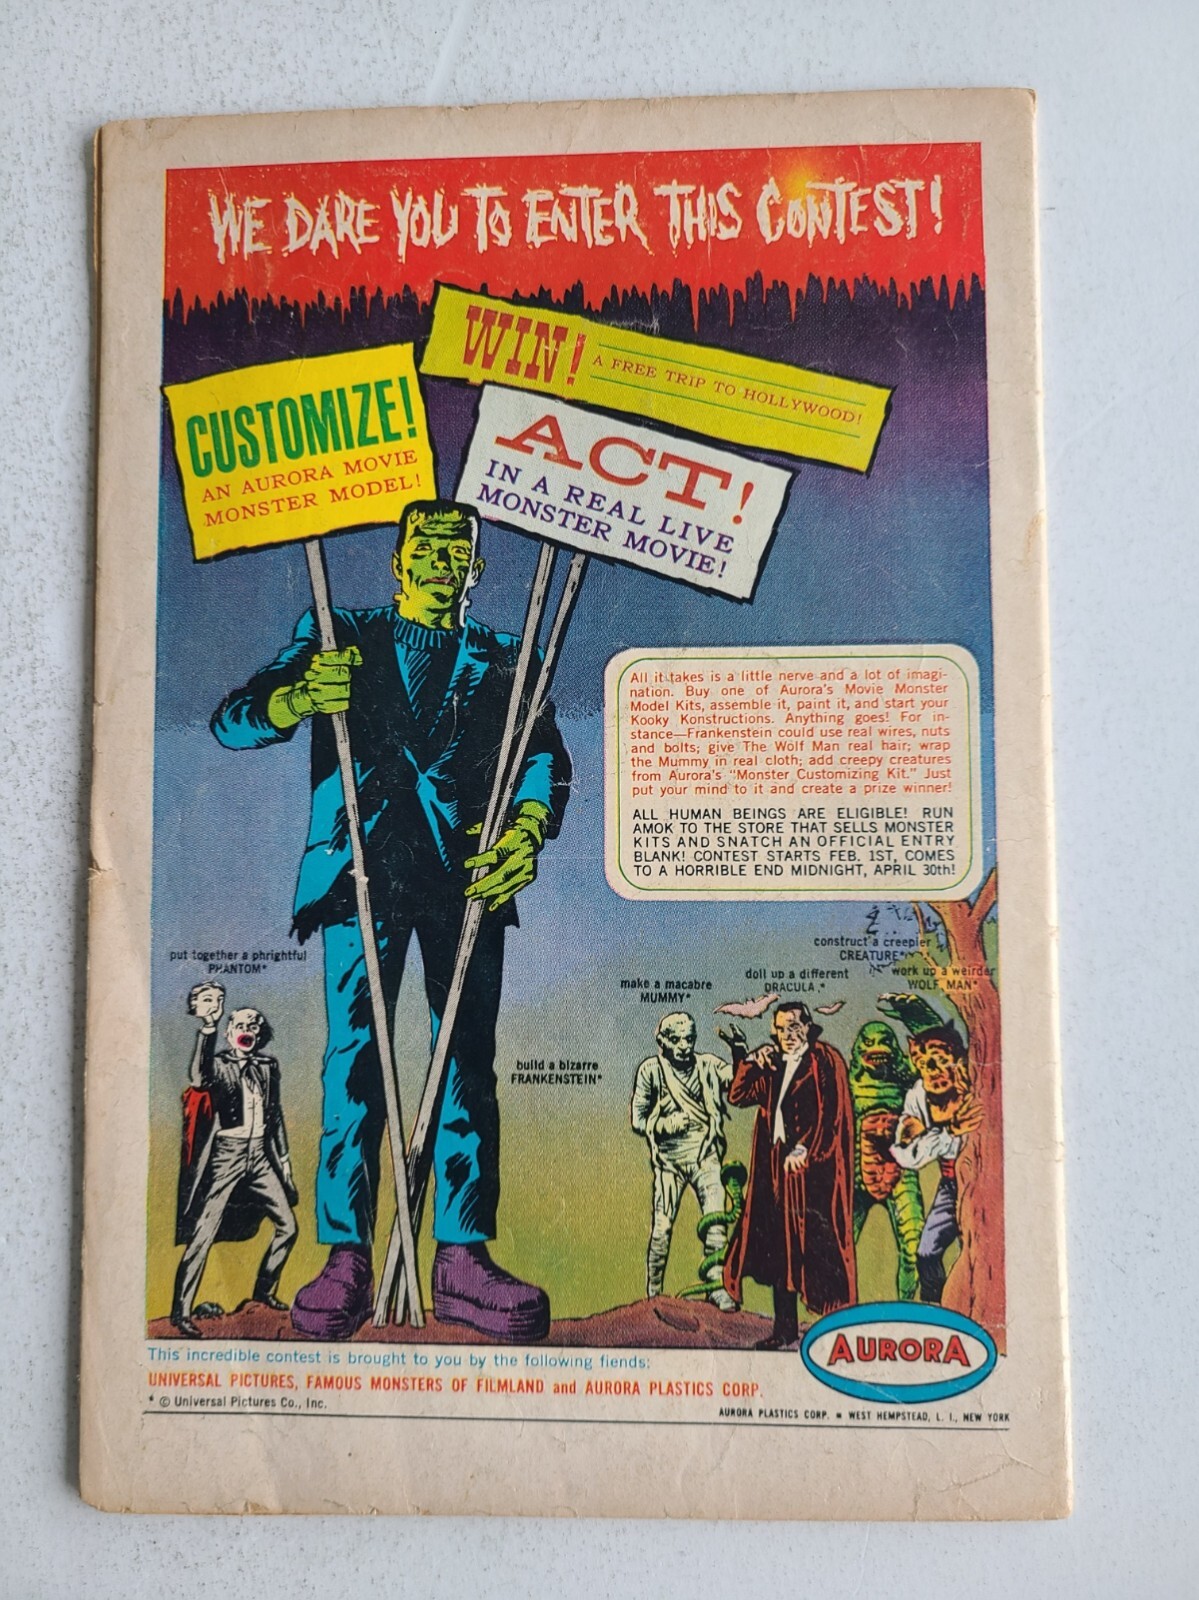 WE DARE YOU TO ENTER THIS CONTEST!
WIN! A FREE TRIP TO HOLLYWOOD!
CUSTOMIZE!
AN AURORA MOVIE
MONSTER MODEL!
ACT!
IN A REAL LIVE
MONSTER MOVIE!
All it takes is a little nerve and a lot of imagi-
nation. Buy one of Aurora's Movie Monster
Model Kits, assemble it, paint it, and start your
Kooky Konstructions. Anything goes! For in-
stance—Frankenstein could use real wires, nuts
and bolts; give The Wolf Man real hair; wrap
the Mummy in real cloth; add creepy creatures
from Aurora's "Monster Customizing Kit." Just
put your mind to it and create a prize winner!
ALL HUMAN BEINGS ARE ELIGIBLE! RUN
AMOK TO THE STORE THAT SELLS MONSTER
KITS AND SNATCH AN OFFICIAL ENTRY
BLANK! CONTEST STARTS FEB. 1ST, COMES
TO A HORRIBLE END MIDNIGHT, APRIL 30th!
put together a phrightful
PHANTOM*
build a bizarre
FRANKENSTEIN*
make a macabre
MUMMY*
doll up a different
DRACULA*
construct a creepier
CREATURE*
work up a weirder
WOLF MAN*
AURORA
This incredible contest is brought to you by the following fiends:
UNIVERSAL PICTURES, FAMOUS MONSTERS OF FILMLAND and AURORA PLASTICS CORP.
* © Universal Pictures Co., Inc.
AURORA PLASTICS CORP. • WEST HEMPSTEAD, L. I., NEW YORK